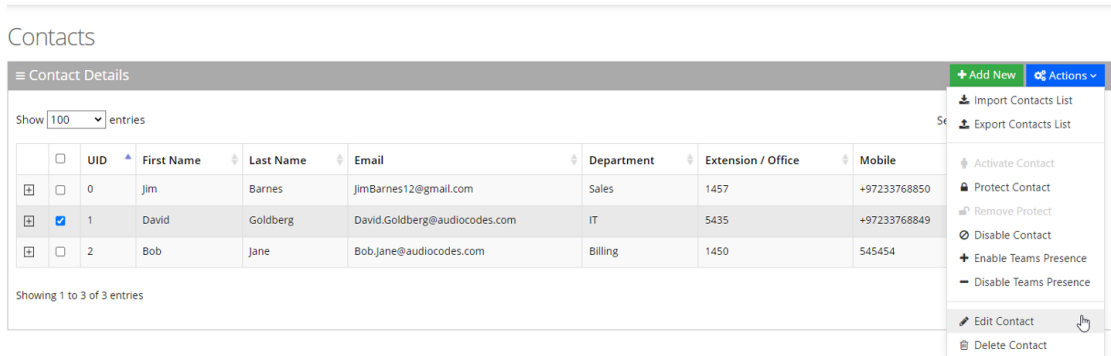 Contacts
Contact Details
Add New Actions
Import Contacts List
Export Contacts List
Show 100 entries
UID First Name Last Name Email Department Extension / Office Mobile
0 Jim Barnes JimBarnes12@gmail.com Sales 1457 +97233768850
1 David Goldberg David.Goldberg@audiocodes.com IT 5435 +97233768849
2 Bob Jane Bob.Jane@audiocodes.com Billing 1450 545454
Showing 1 to 3 of 3 entries
Activate Contact
Protect Contact
Remove Protect
Disable Contact
Enable Teams Presence
Disable Teams Presence
Edit Contact
Delete Contact